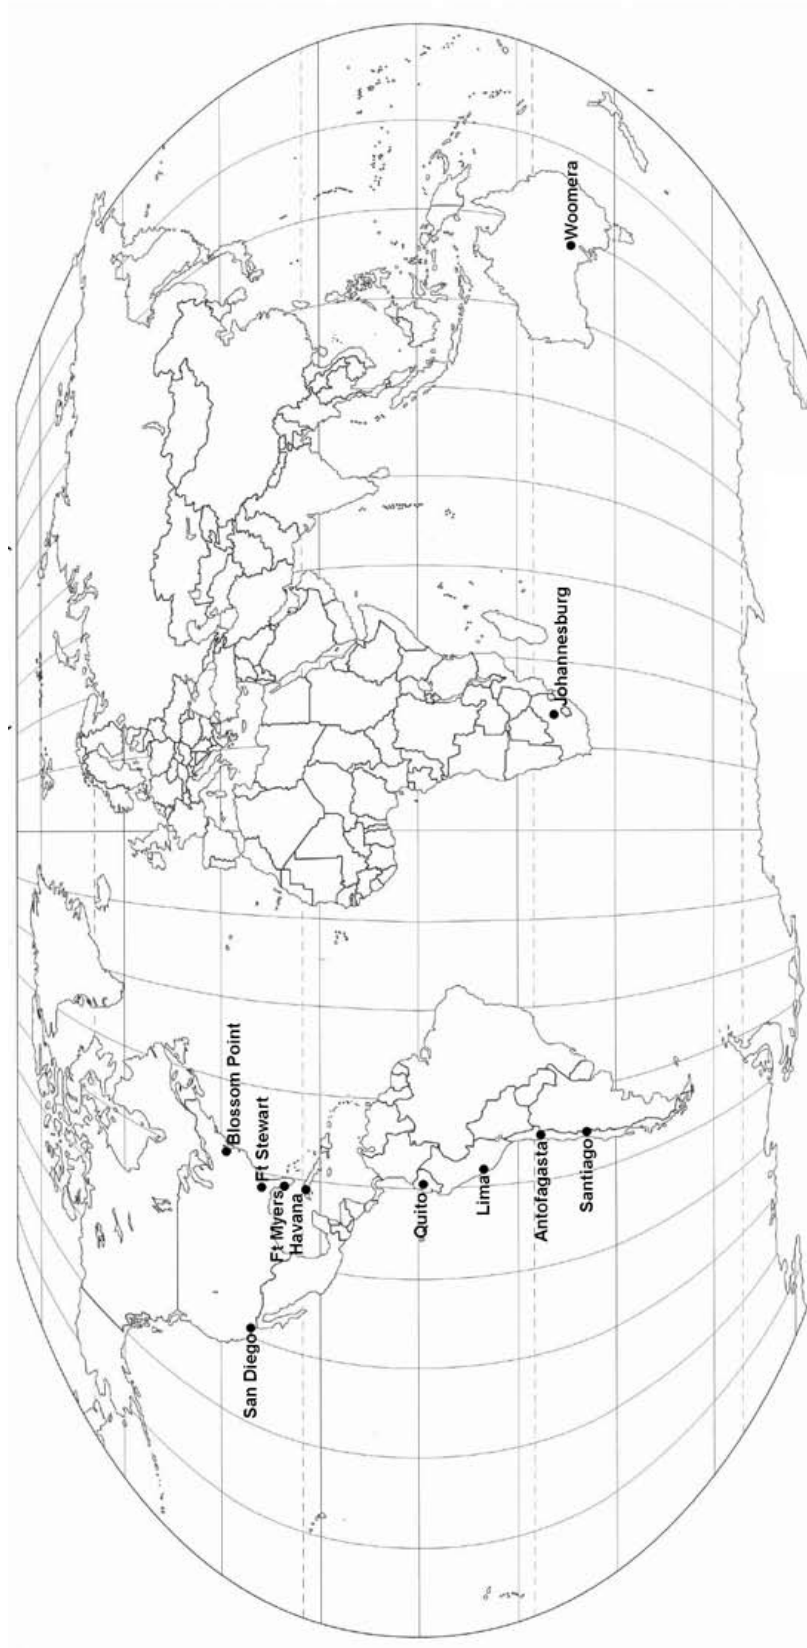 San Diego
Blossom Point
Ft Stewart
Ft Myers
Havana
Quito
Lima
Antofagasta
Santiago
Johannesburg
Woomera